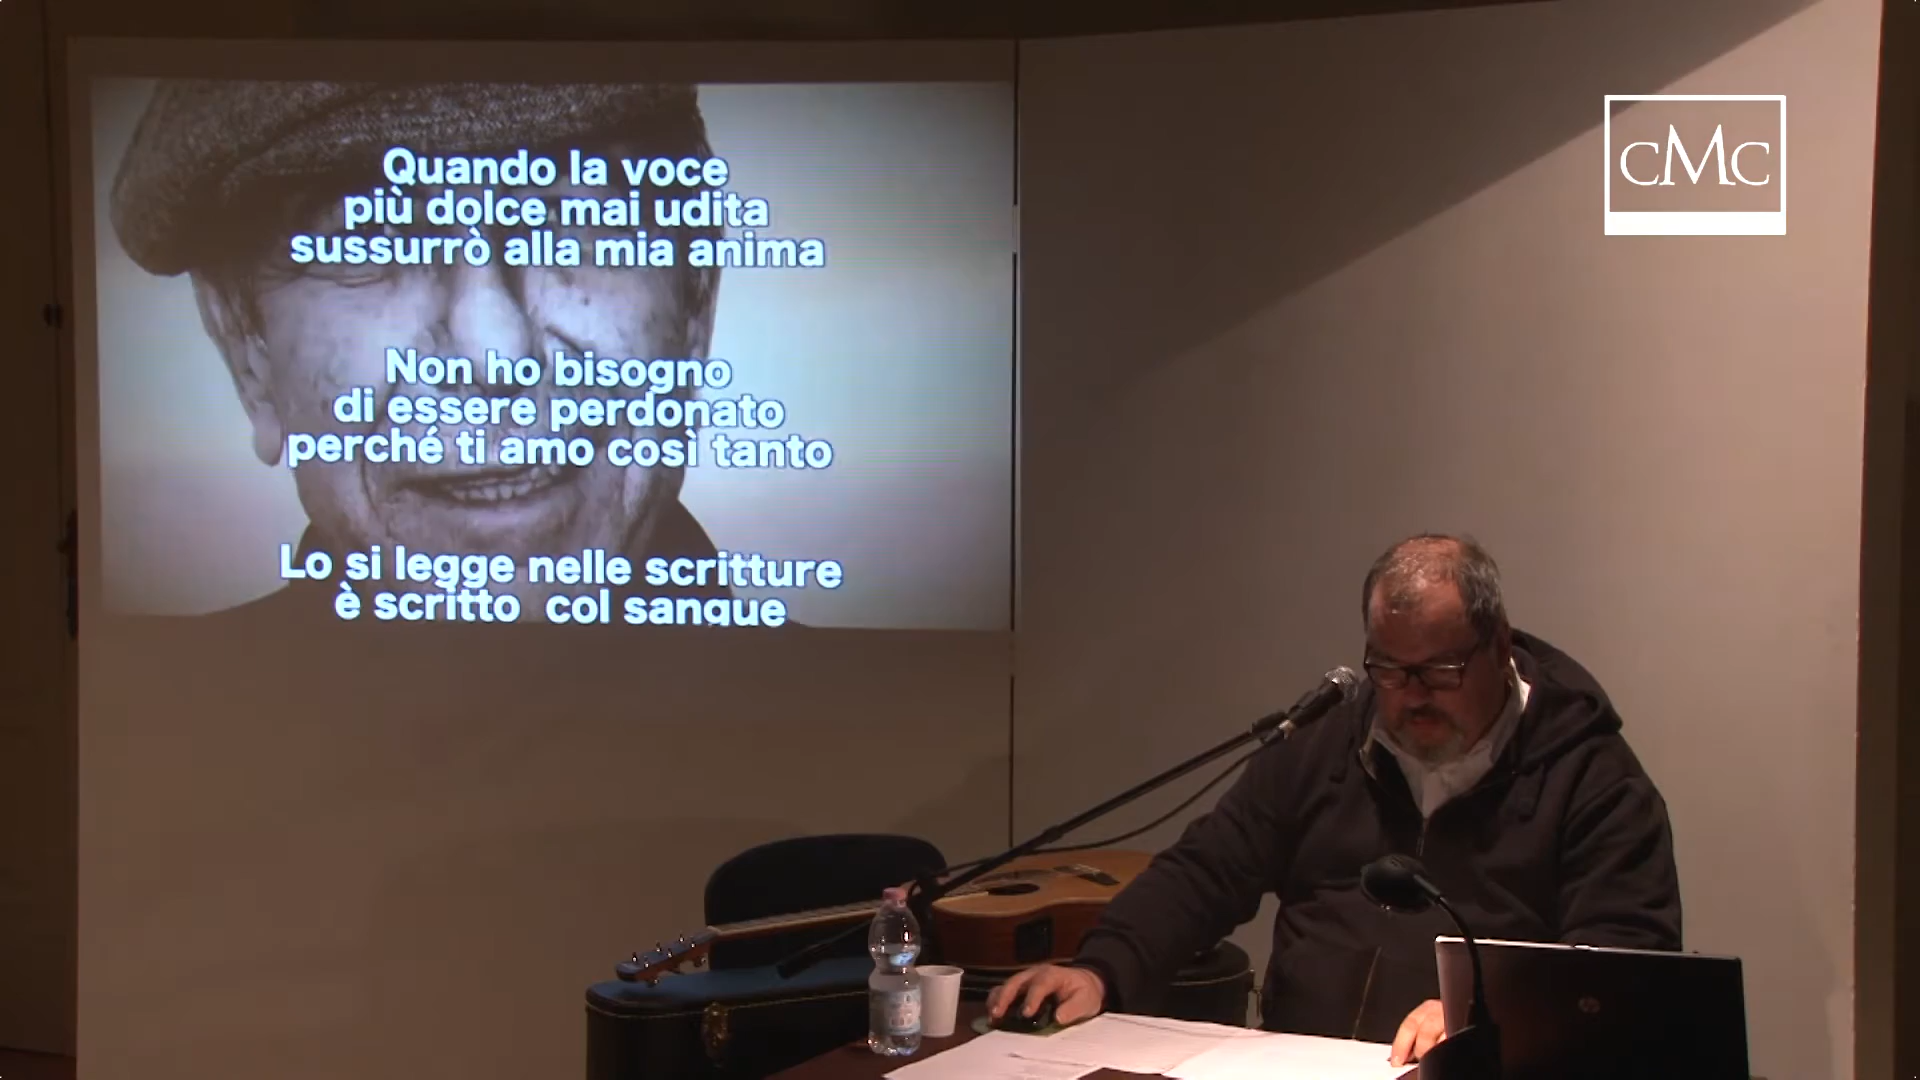 Quando la voce
più dolce mai udita
sussurrò alla mia anima
Non ho bisogno
di essere perdonato
perché ti amo così tanto
Lo si legge nelle scritture
è scritto col sangue
CMC
hp